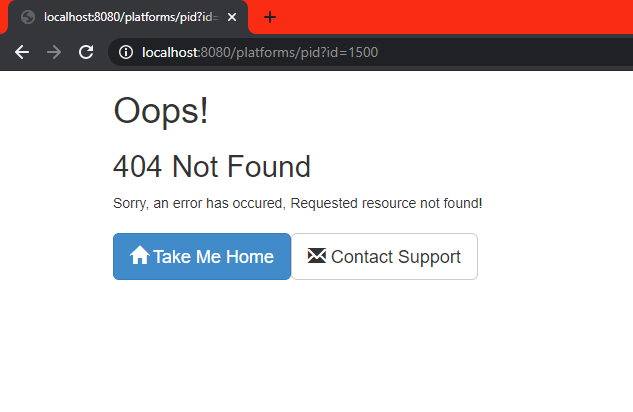 localhost:8080/platforms/pid?id=
localhost:8080/platforms/pid?id=1500
Oops!
404 Not Found
Sorry, an error has occured, Requested resource not found!
Take Me Home
Contact Support